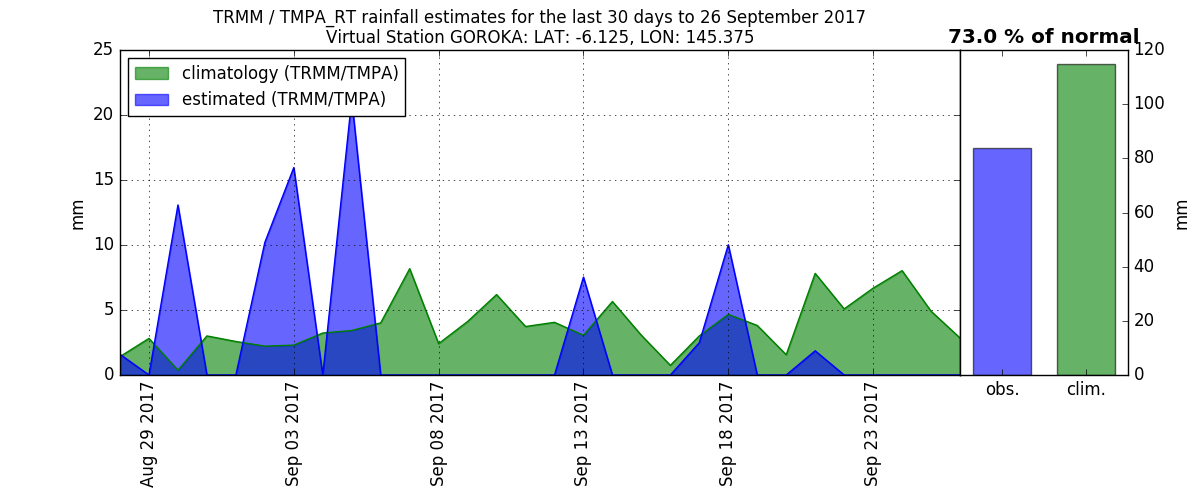 TRMM / TMPA_RT rainfall estimates for the last 30 days to 26 September 2017
Virtual Station GOROKA: LAT: -6.125, LON: 145.375
73.0 % of normal
climatology (TRMM/TMPA)
estimated (TRMM/TMPA)
25
20
15
10
5
0
mm
Aug 29 2017
Sep 03 2017
Sep 08 2017
Sep 13 2017
Sep 18 2017
Sep 23 2017
obs.
clim.
120
100
80
60
40
20
0
mm